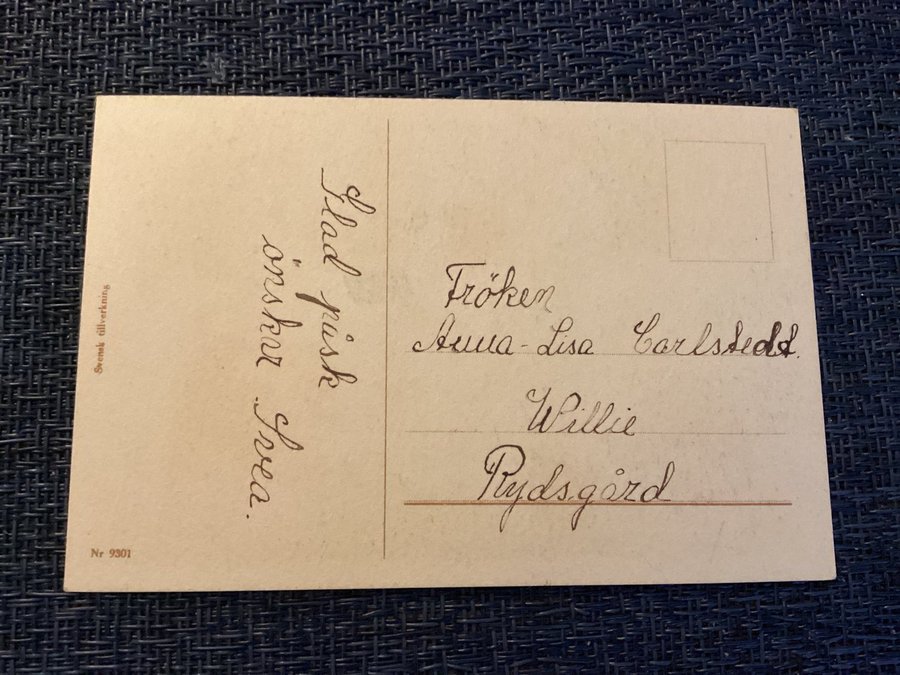 Glad påsk
önskar Svea.
Fröken
Anna-Lisa Carlstedt.
Willie
Rydsgård
Svensk tillverkning
Nr 9301